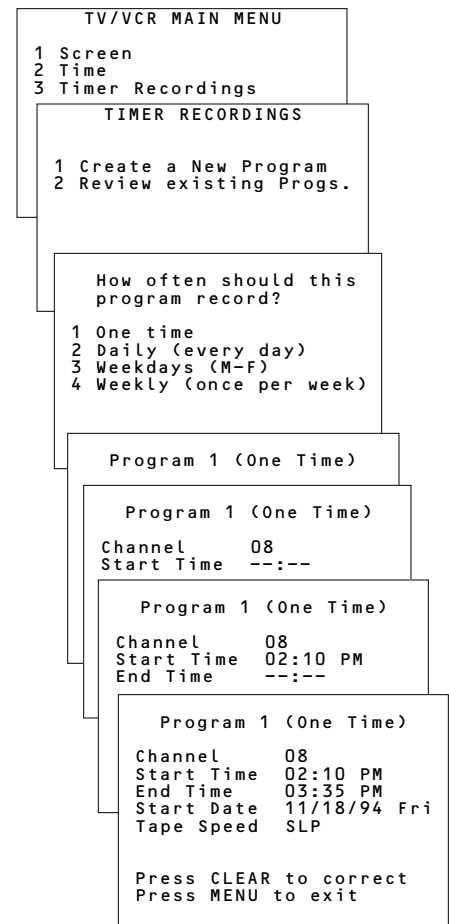 TV/VCR MAIN MENU
1 Screen
2 Time
3 Timer Recordings
TIMER RECORDINGS
1 Create a New Program
2 Review existing Progs.
How often should this
program record?
1 One time
2 Daily (every day)
3 Weekdays (M-F)
4 Weekly (once per week)
Program 1 (One Time)
Program 1 (One Time)
Channel 08
Start Time --:--
Program 1 (One Time)
Channel 08
Start Time 02:10 PM
End Time --:--
Program 1 (One Time)
Channel 08
Start Time 02:10 PM
End Time 03:35 PM
Start Date 11/18/94 Fri
Tape Speed SLP
Press CLEAR to correct
Press MENU to exit